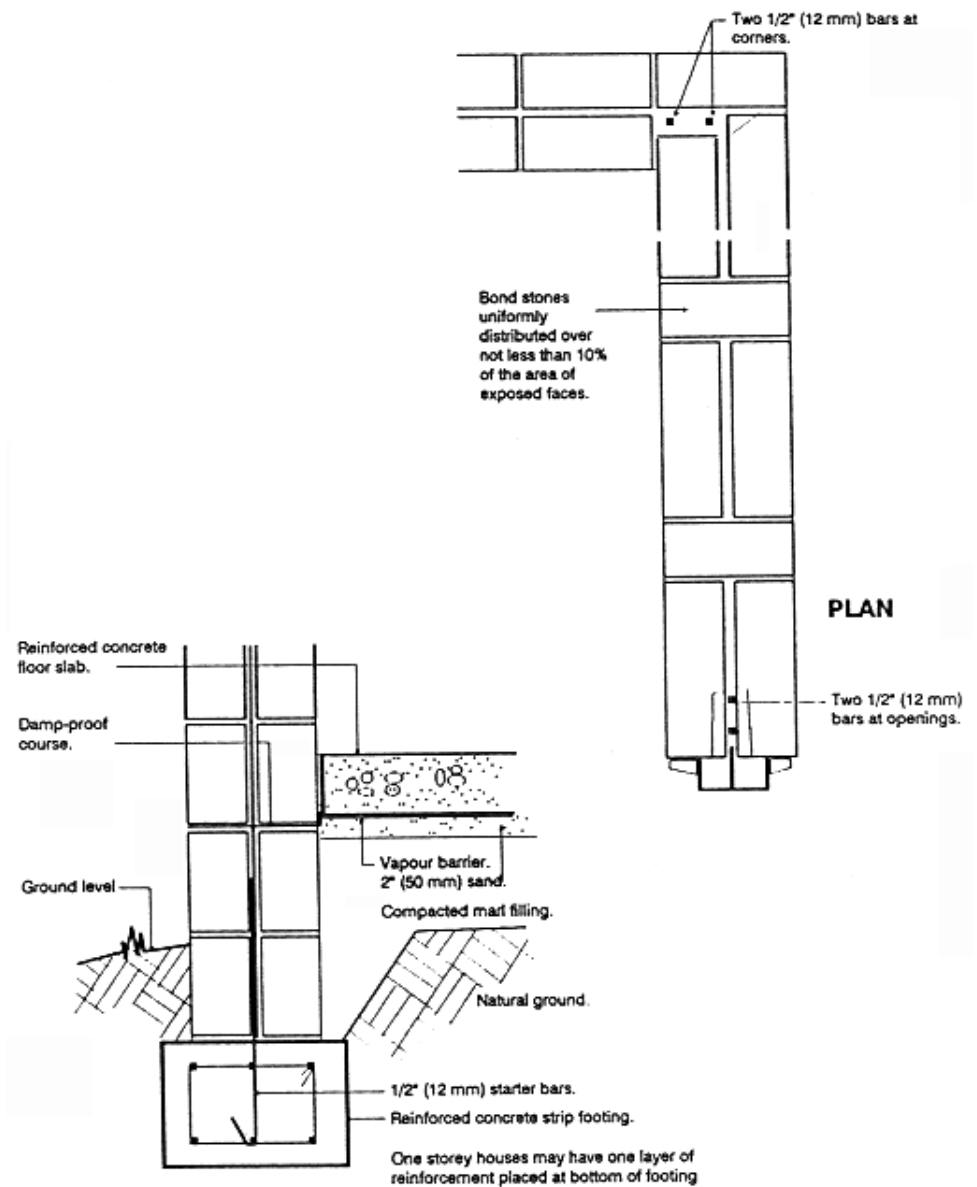 Two 1/2" (12 mm) bars at
corners.
Bond stones
uniformly
distributed over
not less than 10%
of the area of
exposed faces.
PLAN
Two 1/2" (12 mm)
bars at openings.
Reinforced concrete
floor slab.
Damp-proof
course.
Vapour barrier.
2" (50 mm) sand.
Compacted marl filling.
Ground level
Natural ground.
1/2" (12 mm) starter bars.
Reinforced concrete strip footing.
One storey houses may have one layer of
reinforcement placed at bottom of footing